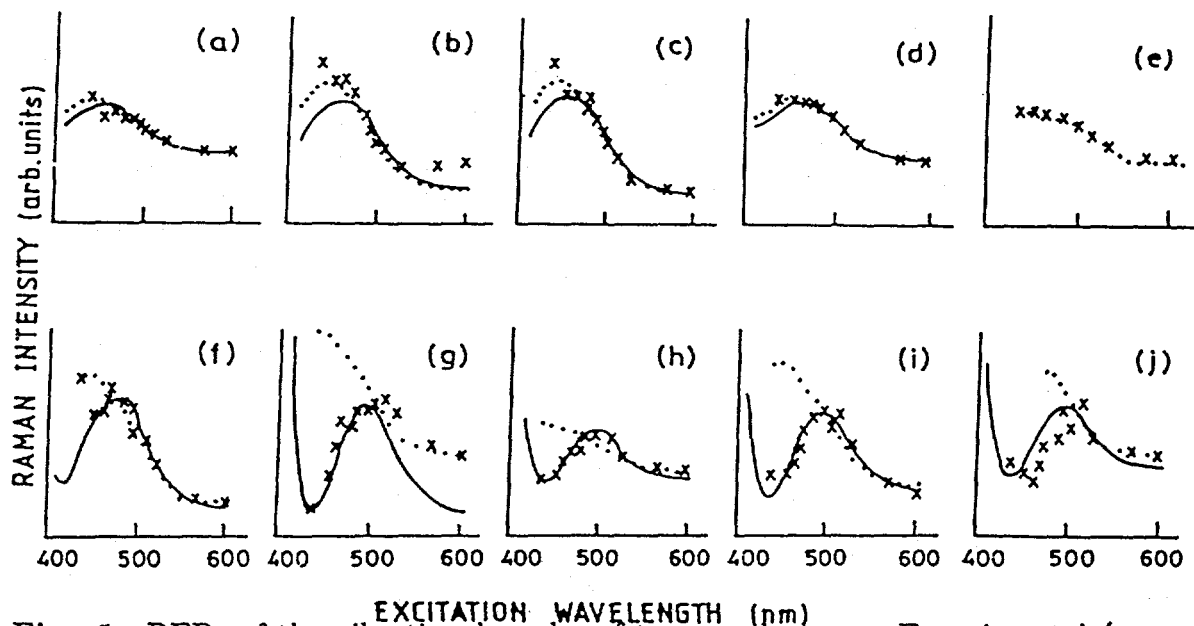 (a) (b) (c) (d) (e)
RAMAN INTENSITY (arb.units)
(f) (g) (h) (i) (j)
400 500 600 400 500 600 400 500 600 400 500 600 400 500 600
EXCITATION WAVELENGTH (nm)